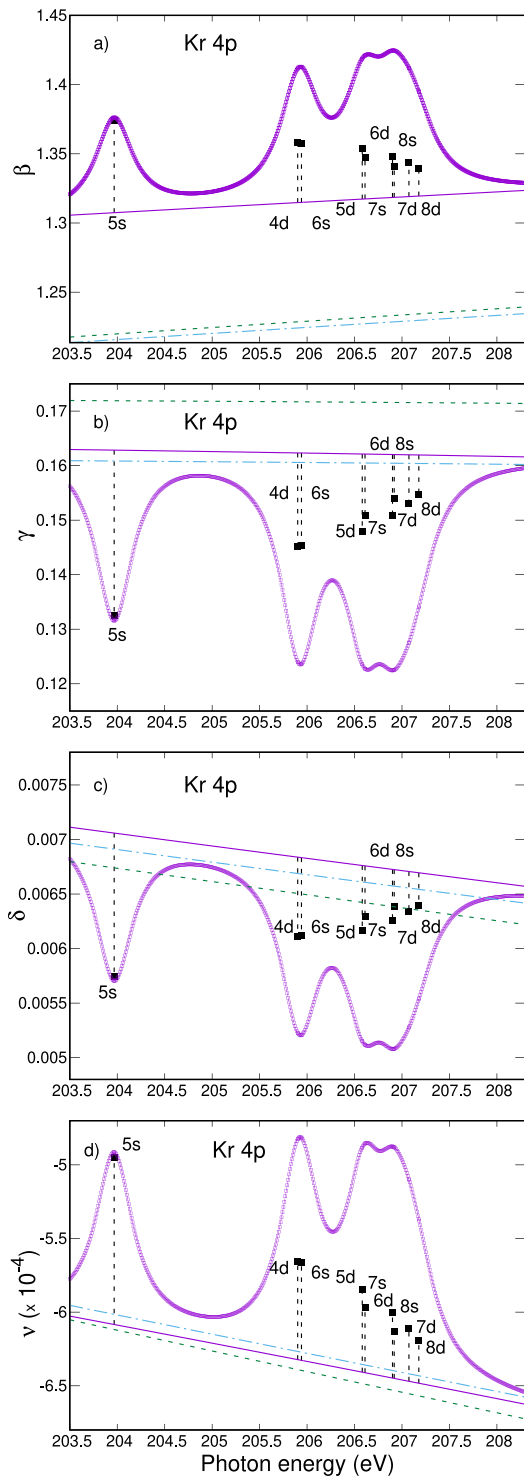 1.45
a) Kr 4p
1.4
1.35
6d
8s
β
1.3
5s
4d 6s
5d 7s 7d 8d
1.25
203.5 204 204.5 205 205.5 206 206.5 207 207.5 208
0.17
b) Kr 4p
6d 8s
0.16
4d 6s
0.15
8d
γ
5d 7s 7d
0.14
0.13
5s
0.12
203.5 204 204.5 205 205.5 206 206.5 207 207.5 208
0.0075
c) Kr 4p
0.007
6d 8s
0.0065
δ
4d 6s 5d 7s 7d 8d
0.006
5s
0.0055
0.005
203.5 204 204.5 205 205.5 206 206.5 207 207.5 208
d) 5s Kr 4p
-5
-5.5
4d 6s 5d 7s
6d 8s
7d
8d
ν (× 10⁻⁴)
-6
-6.5
203.5 204 204.5 205 205.5 206 206.5 207 207.5 208
Photon energy (eV)